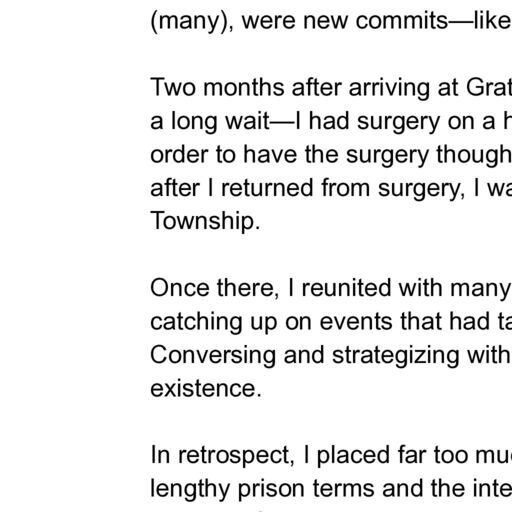 (many), were new commits—like
Two months after arriving at Grat
a long wait—I had surgery on a h
order to have the surgery though
after I returned from surgery, I wa
Township.
Once there, I reunited with many
catching up on events that had ta
Conversing and strategizing with
existence.
In retrospect, I placed far too mu
lengthy prison terms and the inte